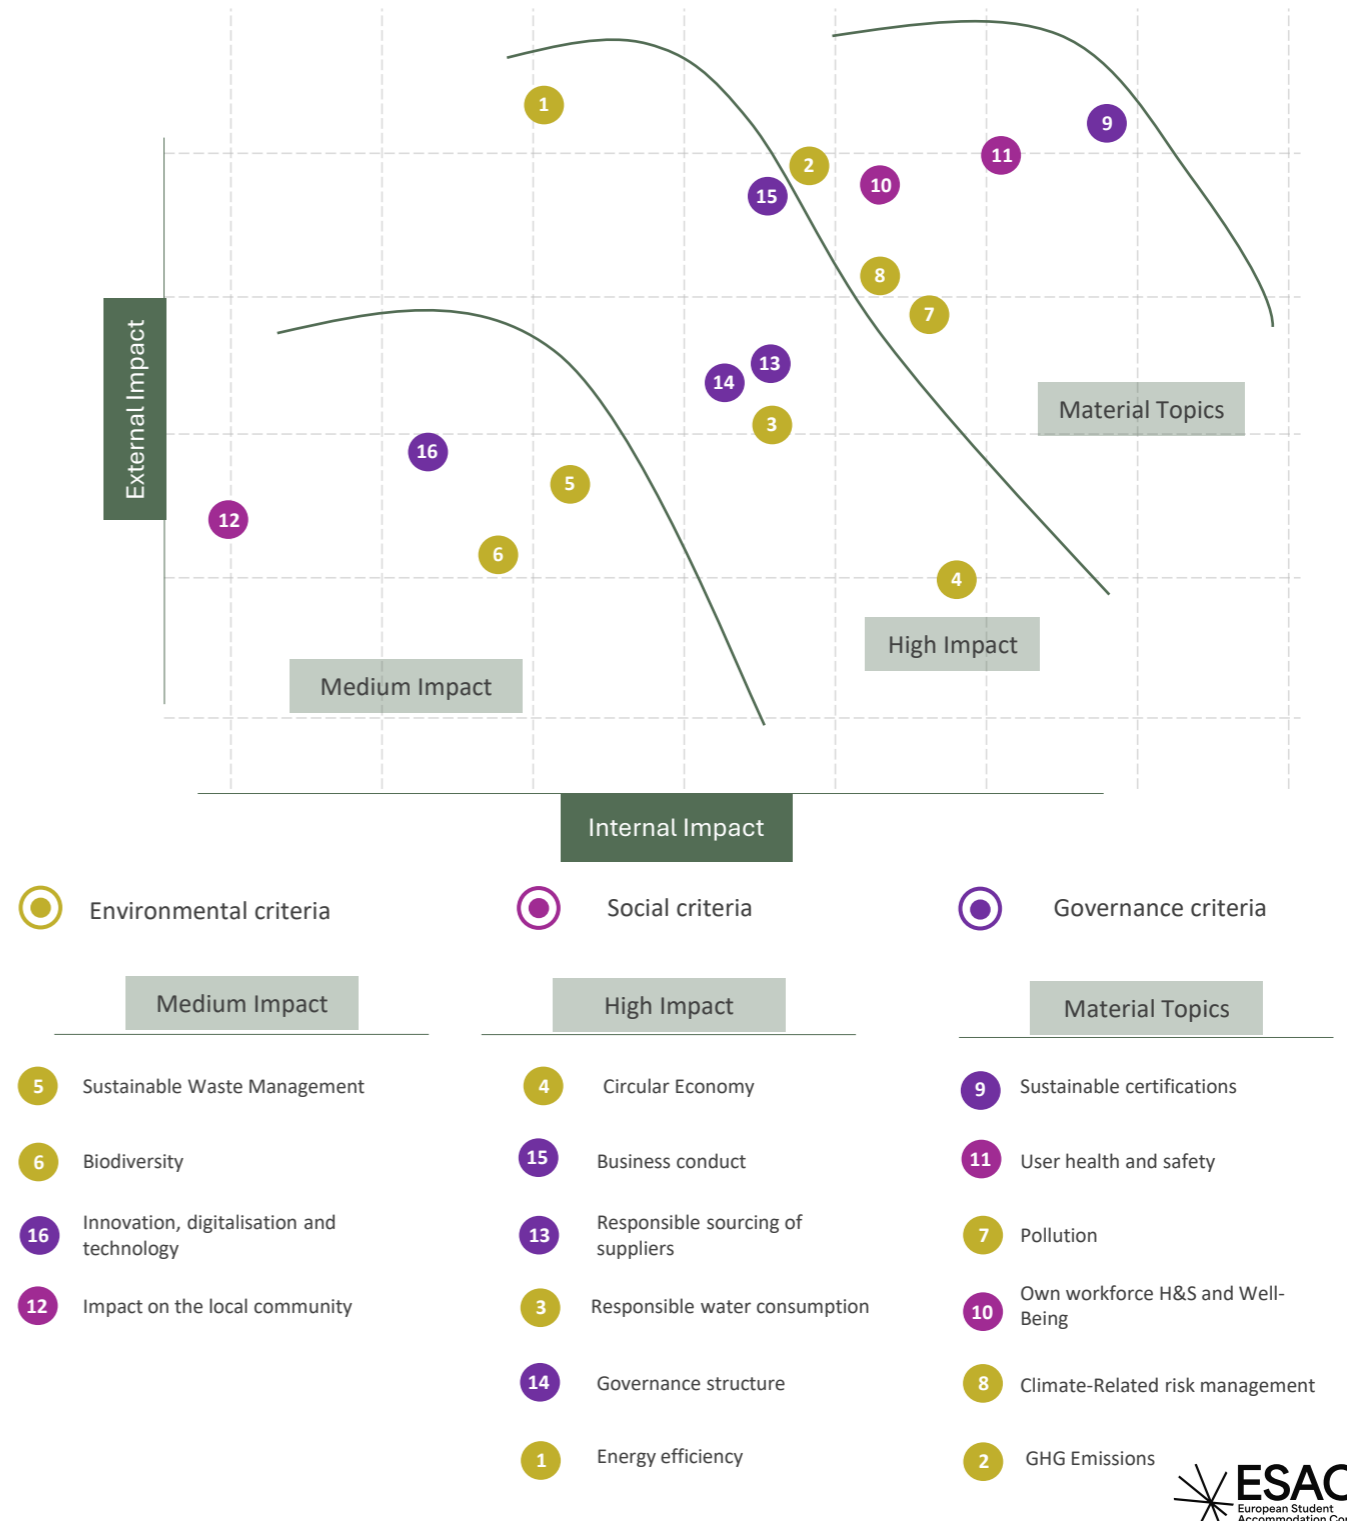 1
9
11
2
10
15
8
7
13
14
3
16
5
12
6
4
External Impact
Material Topics
High Impact
Medium Impact
Internal Impact
Environmental criteria
Social criteria
Governance criteria
Medium Impact
5 Sustainable Waste Management
6 Biodiversity
16 Innovation, digitalisation and
technology
12 Impact on the local community
High Impact
4 Circular Economy
15 Business conduct
13 Responsible sourcing of
suppliers
3 Responsible water consumption
14 Governance structure
1 Energy efficiency
Material Topics
9 Sustainable certifications
11 User health and safety
7 Pollution
10 Own workforce H&S and Well-
Being
8 Climate-Related risk management
2 GHG Emissions
ESAC
European Student
Accommodation